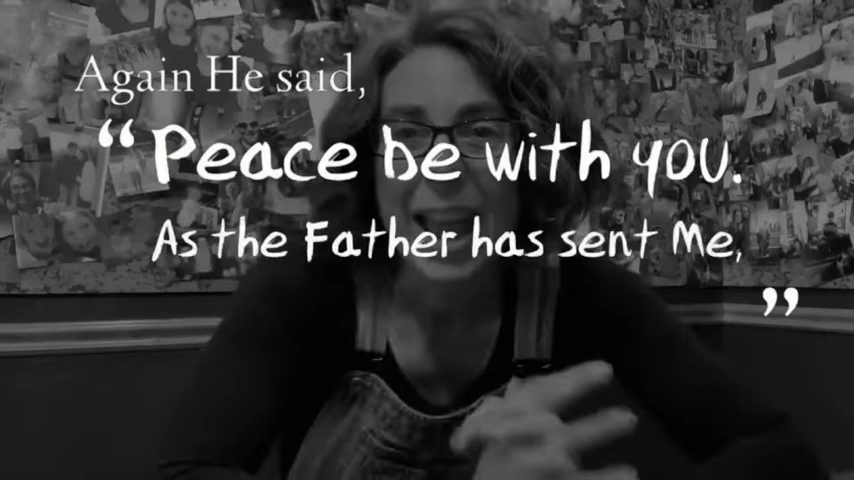 Again He said,
“Peace be with you.
As the Father has sent Me,
”